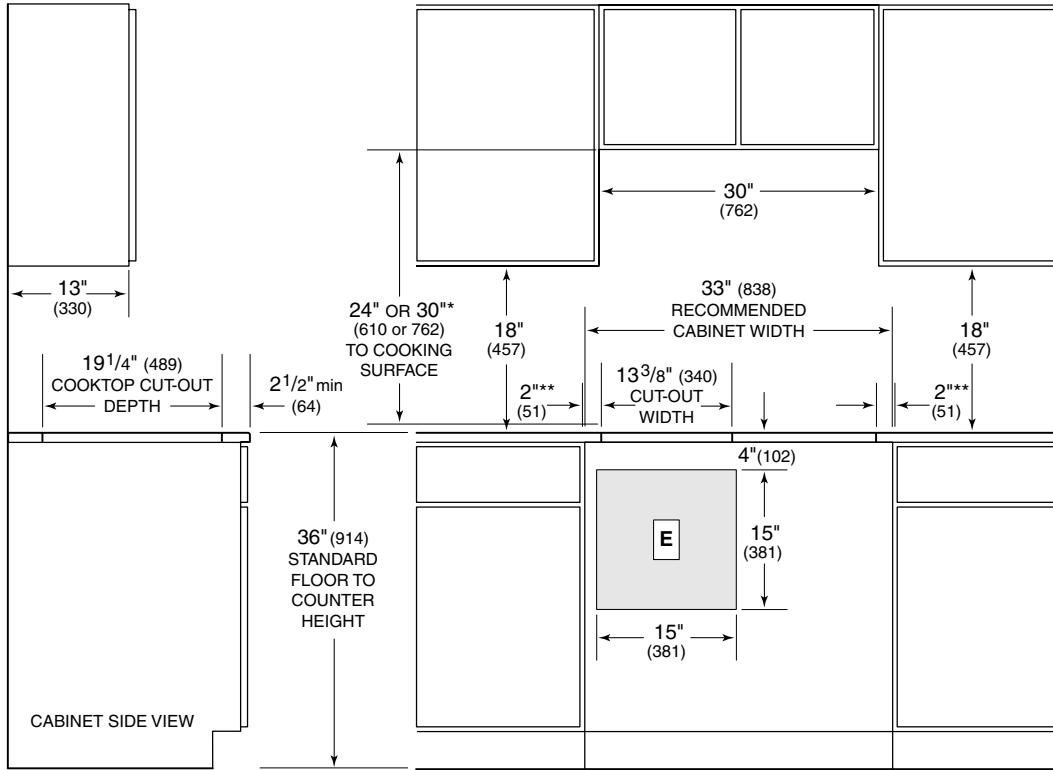 30"
(762)
13"
(330)
24" OR 30"*
(610 or 762)
TO COOKING
SURFACE
18"
(457)
33" (838)
RECOMMENDED
CABINET WIDTH
18"
(457)
19 1/4" (489)
COOKTOP CUT-OUT
DEPTH
2 1/2" min
(64)
2"**
(51)
13 3/8" (340)
CUT-OUT
WIDTH
2"**
(51)
4" (102)
36" (914)
STANDARD
FLOOR TO
COUNTER
HEIGHT
E
15"
(381)
15"
(381)
CABINET SIDE VIEW